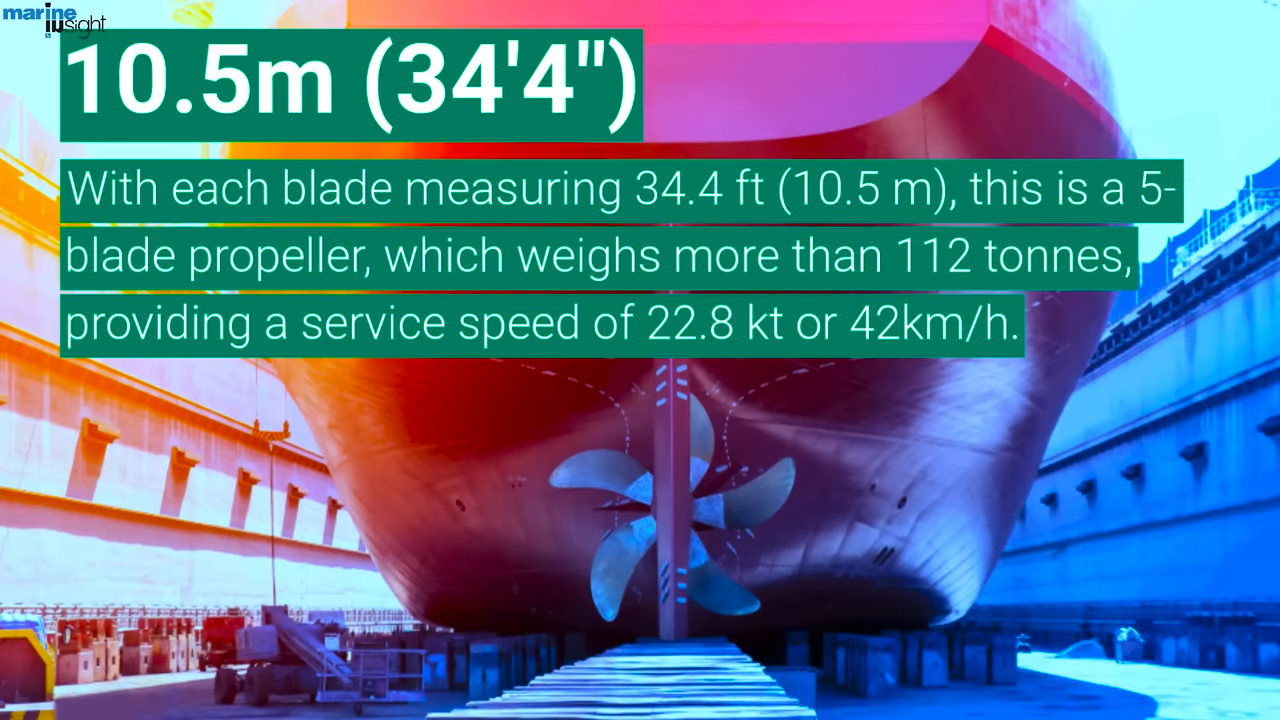 marine
insight
10.5m (34'4")
With each blade measuring 34.4 ft (10.5 m), this is a 5-
blade propeller, which weighs more than 112 tonnes,
providing a service speed of 22.8 kt or 42km/h.